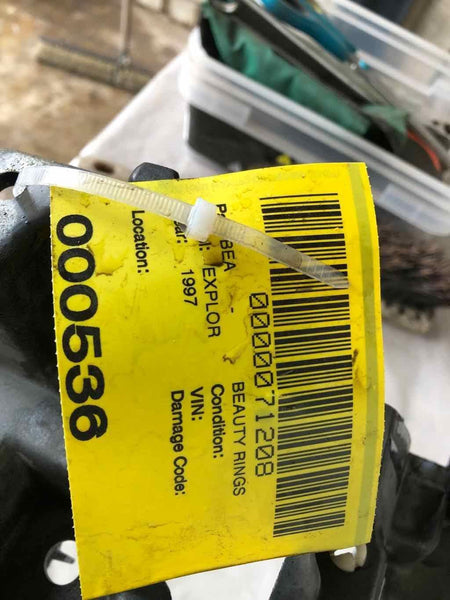 0000071208
BEA - BEAUTY RINGS
EXPLOR Condition:
1997 VIN:
Location: Damage Code:
000536